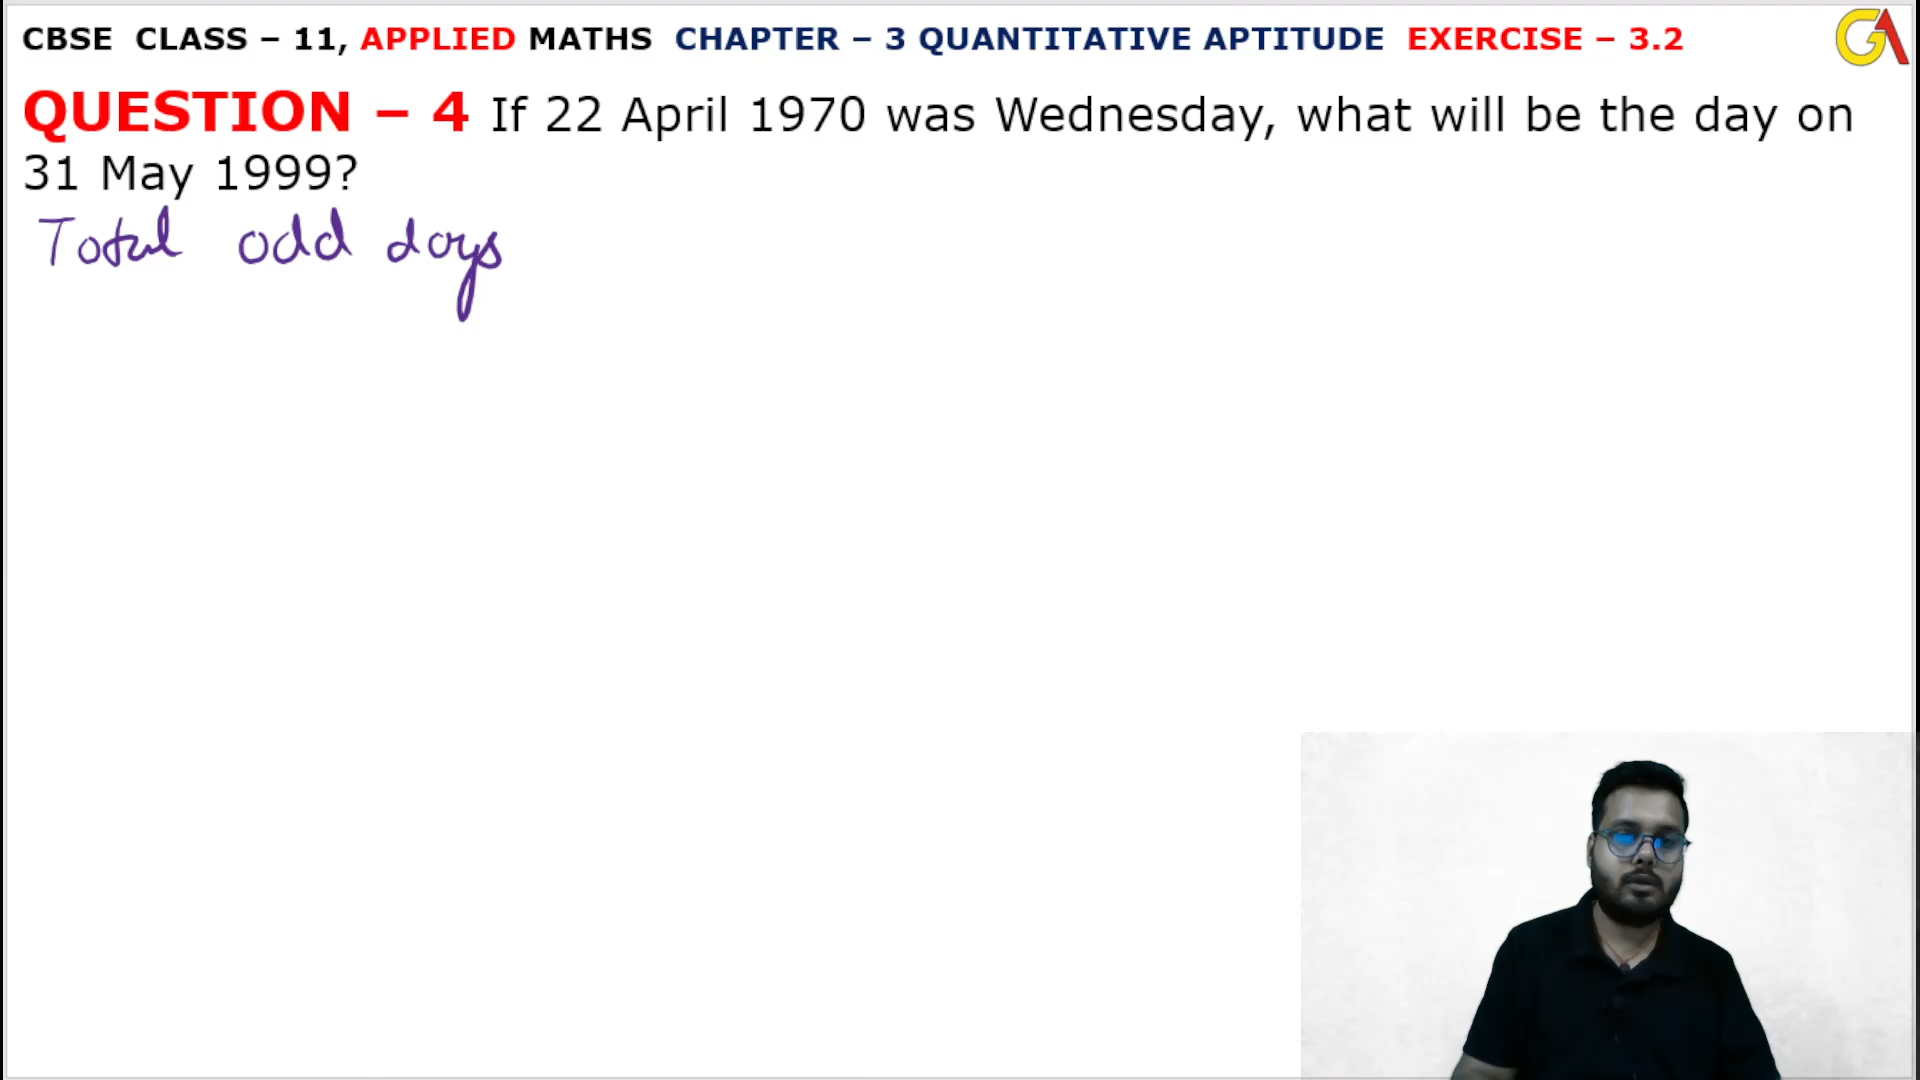 CBSE CLASS – 11, APPLIED MATHS CHAPTER – 3 QUANTITATIVE APTITUDE EXERCISE – 3.2
QUESTION – 4 If 22 April 1970 was Wednesday, what will be the day on
31 May 1999?
Total odd days
GA